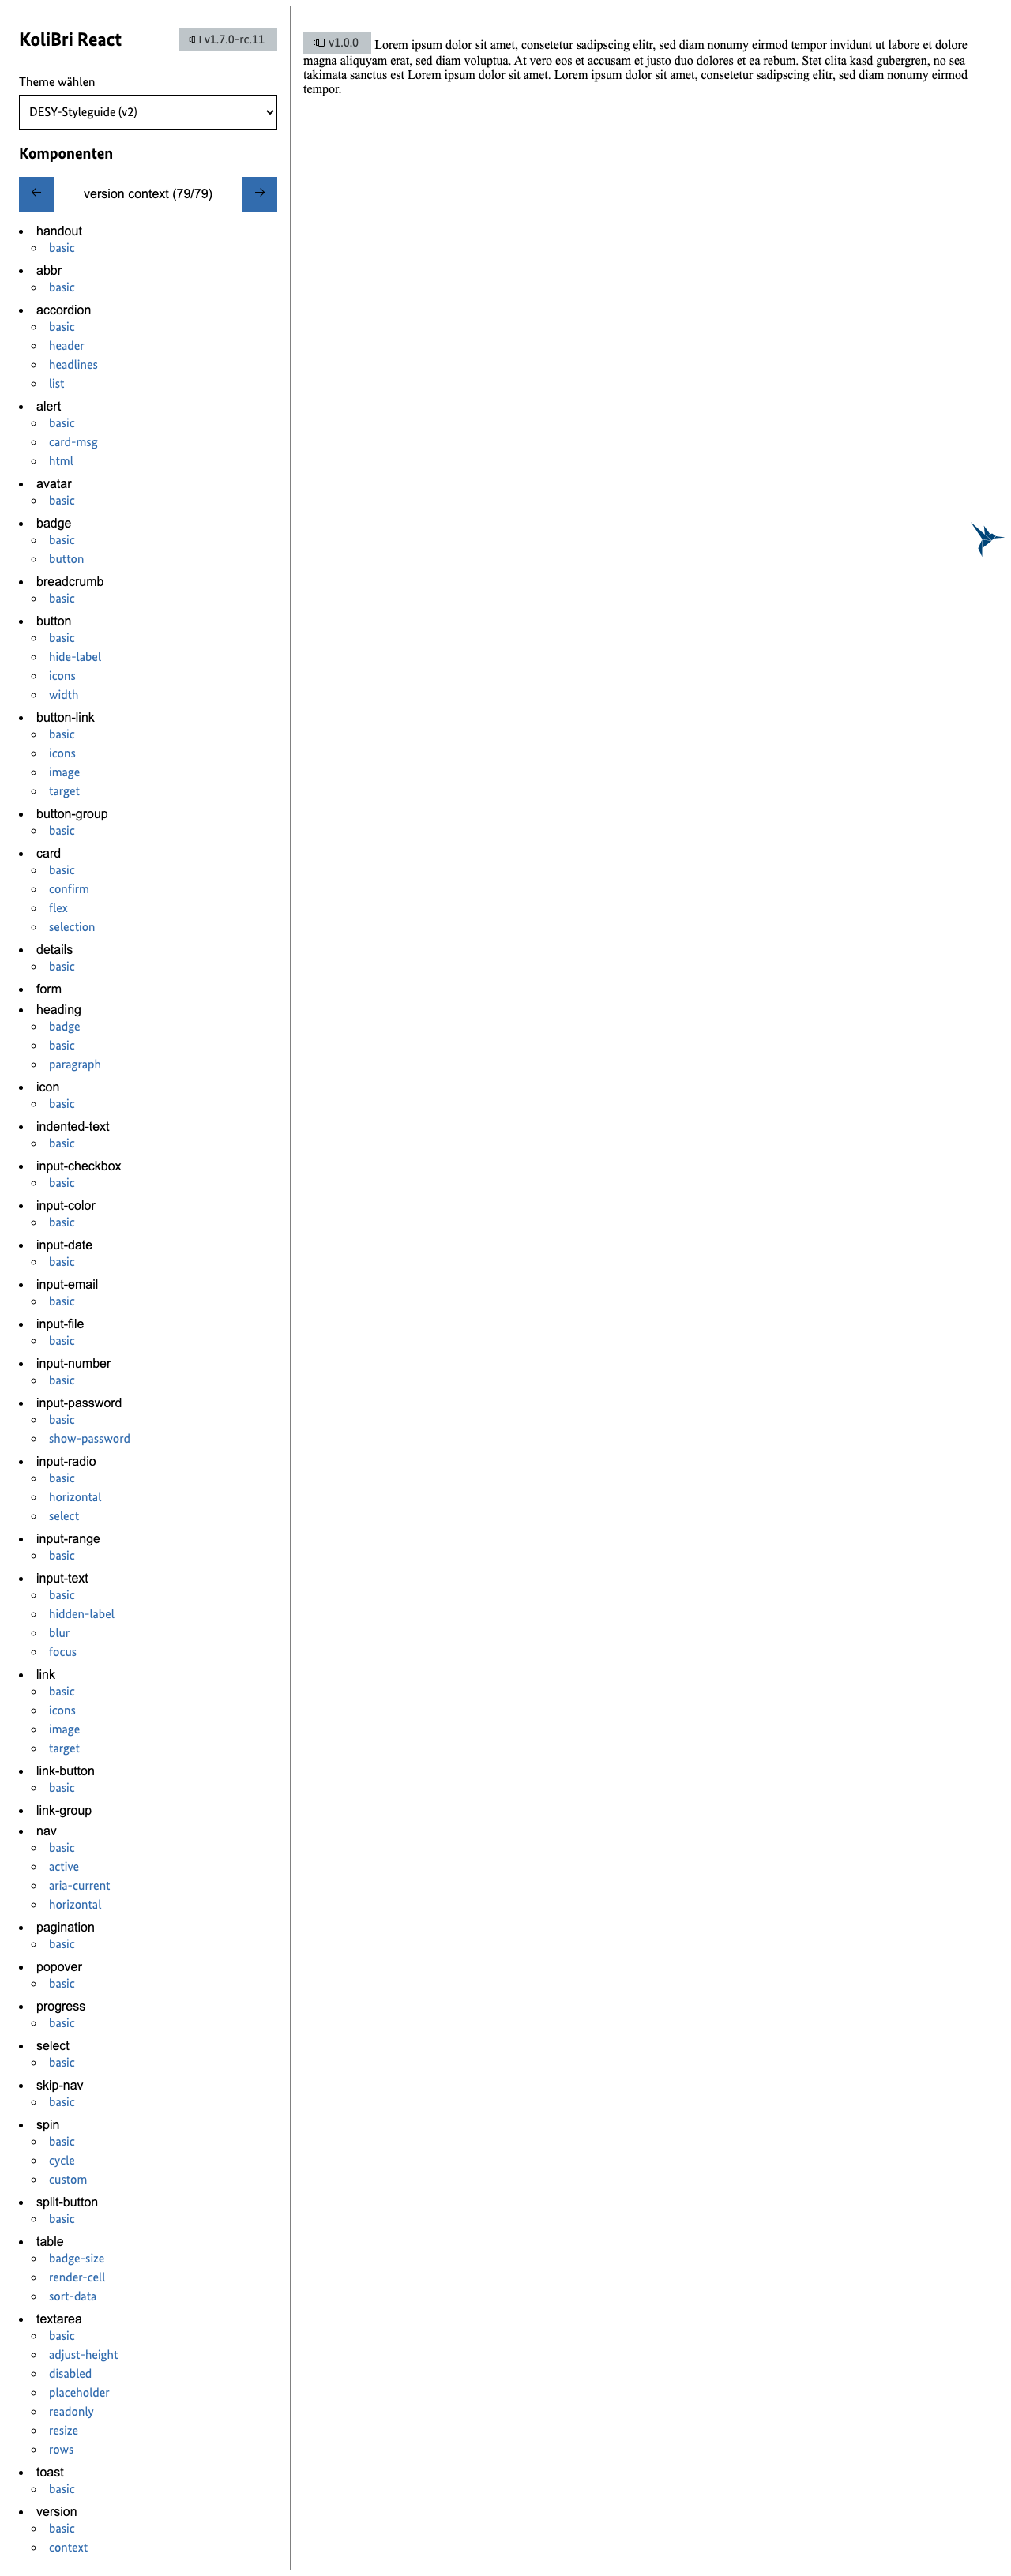 KoliBri React
v1.7.0-rc.11
Theme wählen
DESY-Styleguide (v2)
Komponenten
version context (79/79)
handout
basic
abbr
basic
accordion
basic
header
headlines
list
alert
basic
card-msg
html
avatar
basic
badge
basic
button
breadcrumb
basic
button
basic
hide-label
icons
width
button-link
basic
icons
image
target
button-group
basic
card
basic
confirm
flex
selection
details
basic
form
heading
badge
basic
paragraph
icon
basic
indented-text
basic
input-checkbox
basic
input-color
basic
input-date
basic
input-email
basic
input-file
basic
input-number
basic
input-password
basic
show-password
input-radio
basic
horizontal
select
input-range
basic
input-text
basic
hidden-label
blur
focus
link
basic
icons
image
target
link-button
basic
link-group
nav
basic
active
aria-current
horizontal
pagination
basic
popover
basic
progress
basic
select
basic
skip-nav
basic
spin
basic
cycle
custom
split-button
basic
table
badge-size
render-cell
sort-data
textarea
basic
adjust-height
disabled
placeholder
readonly
resize
rows
toast
basic
version
basic
context
v1.0.0 Lorem ipsum dolor sit amet, consetetur sadipscing elitr, sed diam nonumy eirmod tempor invidunt ut labore et dolore
magna aliquyam erat, sed diam voluptua. At vero eos et accusam et justo duo dolores et ea rebum. Stet clita kasd gubergren, no sea
takimata sanctus est Lorem ipsum dolor sit amet. Lorem ipsum dolor sit amet, consetetur sadipscing elitr, sed diam nonumy eirmod
tempor.